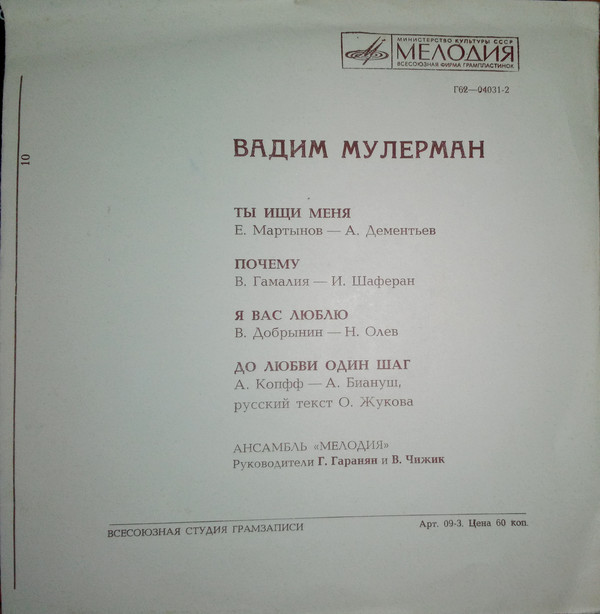 МИНИСТЕРСТВО КУЛЬТУРЫ СССР
МЕЛОДИЯ
ВСЕСОЮЗНАЯ ФИРМА ГРАМПЛАСТИНОК
Г62—04031-2
10
ВАДИМ МУЛЕРМАН
ТЫ ИЩИ МЕНЯ
Е. Мартынов — А. Дементьев
ПОЧЕМУ
В. Гамалия — И. Шаферан
Я ВАС ЛЮБЛЮ
В. Добрынин — Н. Олев
ДО ЛЮБВИ ОДИН ШАГ
А. Копфф — А. Биануш,
русский текст О. Жукова
АНСАМБЛЬ «МЕЛОДИЯ»
Руководители Г. Гаранян и В. Чижик
ВСЕСОЮЗНАЯ СТУДИЯ ГРАМЗАПИСИ
Арт. 09-3. Цена 60 коп.